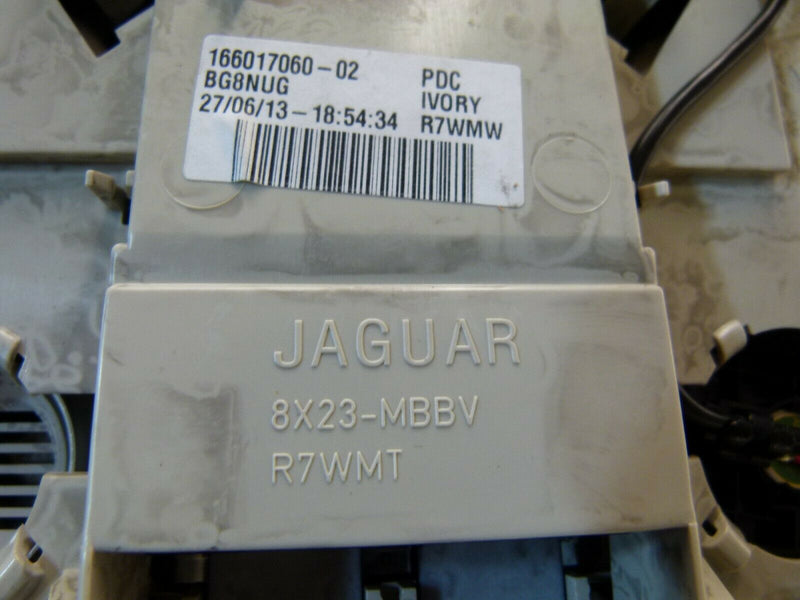 166017060-02 PDC
BG8NUG IVORY
27/06/13-18:54:34 R7WMW
JAGUAR
8X23-MBBV
R7WMT